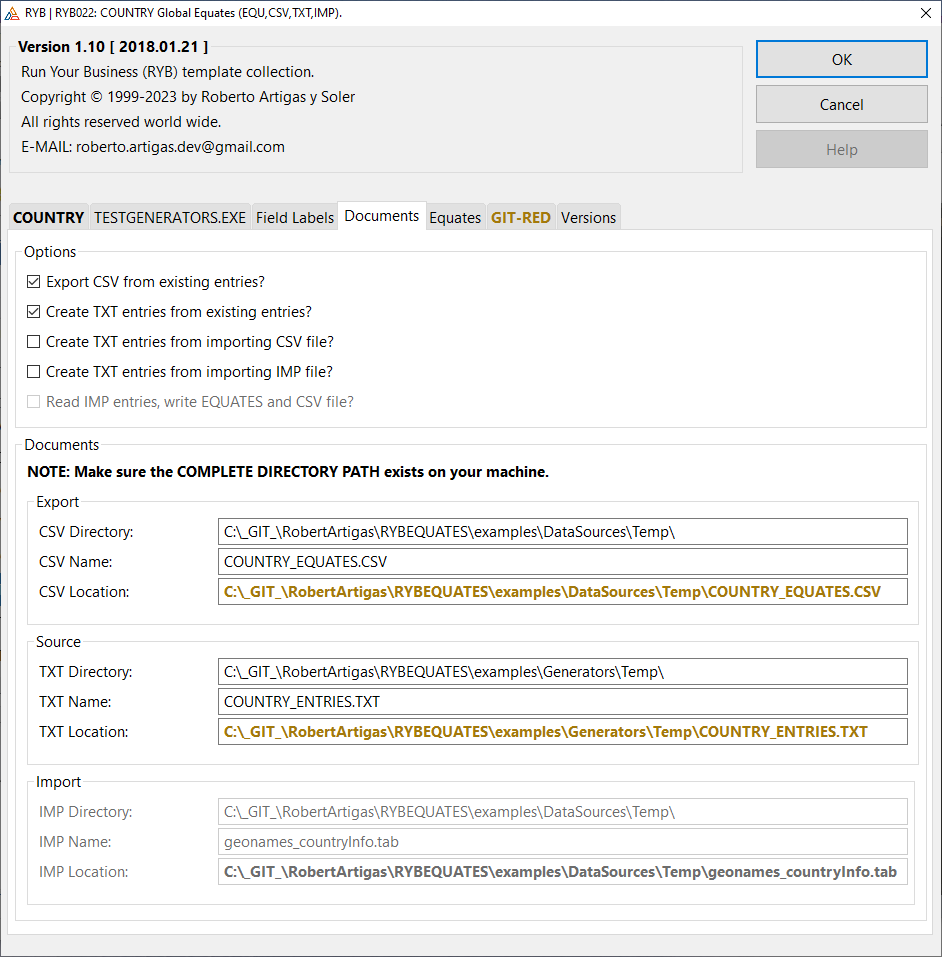 RYB | RYB022: COUNTRY Global Equates (EQU,CSV,TXT,IMP).
Version 1.10 [ 2018.01.21 ]
Run Your Business (RYB) template collection.
Copyright © 1999-2023 by Roberto Artigas y Soler
All rights reserved world wide.
E-MAIL: roberto.artigas.dev@gmail.com
OK
Cancel
Help
COUNTRY TESTGENERATORS.EXE Field Labels Documents Equates GIT-RED Versions
Options
Export CSV from existing entries?
Create TXT entries from existing entries?
Create TXT entries from importing CSV file?
Create TXT entries from importing IMP file?
Read IMP entries, write EQUATES and CSV file?
Documents
NOTE: Make sure the COMPLETE DIRECTORY PATH exists on your machine.
Export
CSV Directory: C:\_GIT_\RobertArtigas\RYBEQUATES\examples\DataSources\Temp\
CSV Name: COUNTRY_EQUATES.CSV
CSV Location: C:\_GIT_\RobertArtigas\RYBEQUATES\examples\DataSources\Temp\COUNTRY_EQUATES.CSV
Source
TXT Directory: C:\_GIT_\RobertArtigas\RYBEQUATES\examples\Generators\Temp\
TXT Name: COUNTRY_ENTRIES.TXT
TXT Location: C:\_GIT_\RobertArtigas\RYBEQUATES\examples\Generators\Temp\COUNTRY_ENTRIES.TXT
Import
IMP Directory: C:\_GIT_\RobertArtigas\RYBEQUATES\examples\DataSources\Temp\
IMP Name: geonames_countryInfo.tab
IMP Location: C:\_GIT_\RobertArtigas\RYBEQUATES\examples\DataSources\Temp\geonames_countryInfo.tab